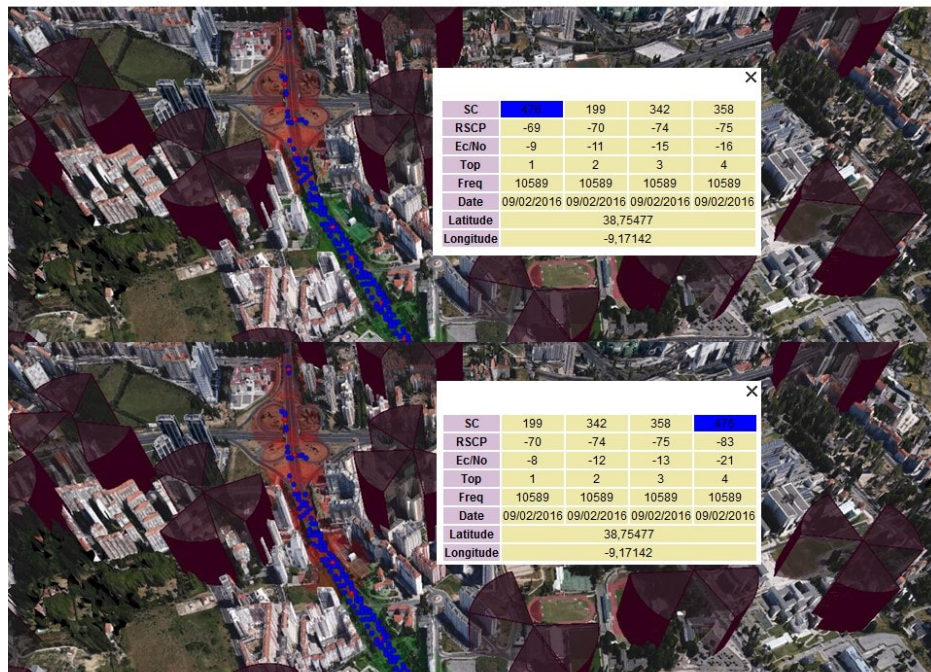 SC 199 342 358
RSCP -69 -70 -74 -75
Ec/No -9 -11 -15 -16
Top 1 2 3 4
Freq 10589 10589 10589 10589
Date 09/02/2016 09/02/2016 09/02/2016 09/02/2016
Latitude 38,75477
Longitude -9,17142
SC 199 342 358
RSCP -70 -74 -75 -83
Ec/No -8 -12 -13 -21
Top 1 2 3 4
Freq 10589 10589 10589 10589
Date 09/02/2016 09/02/2016 09/02/2016 09/02/2016
Latitude 38,75477
Longitude -9,17142